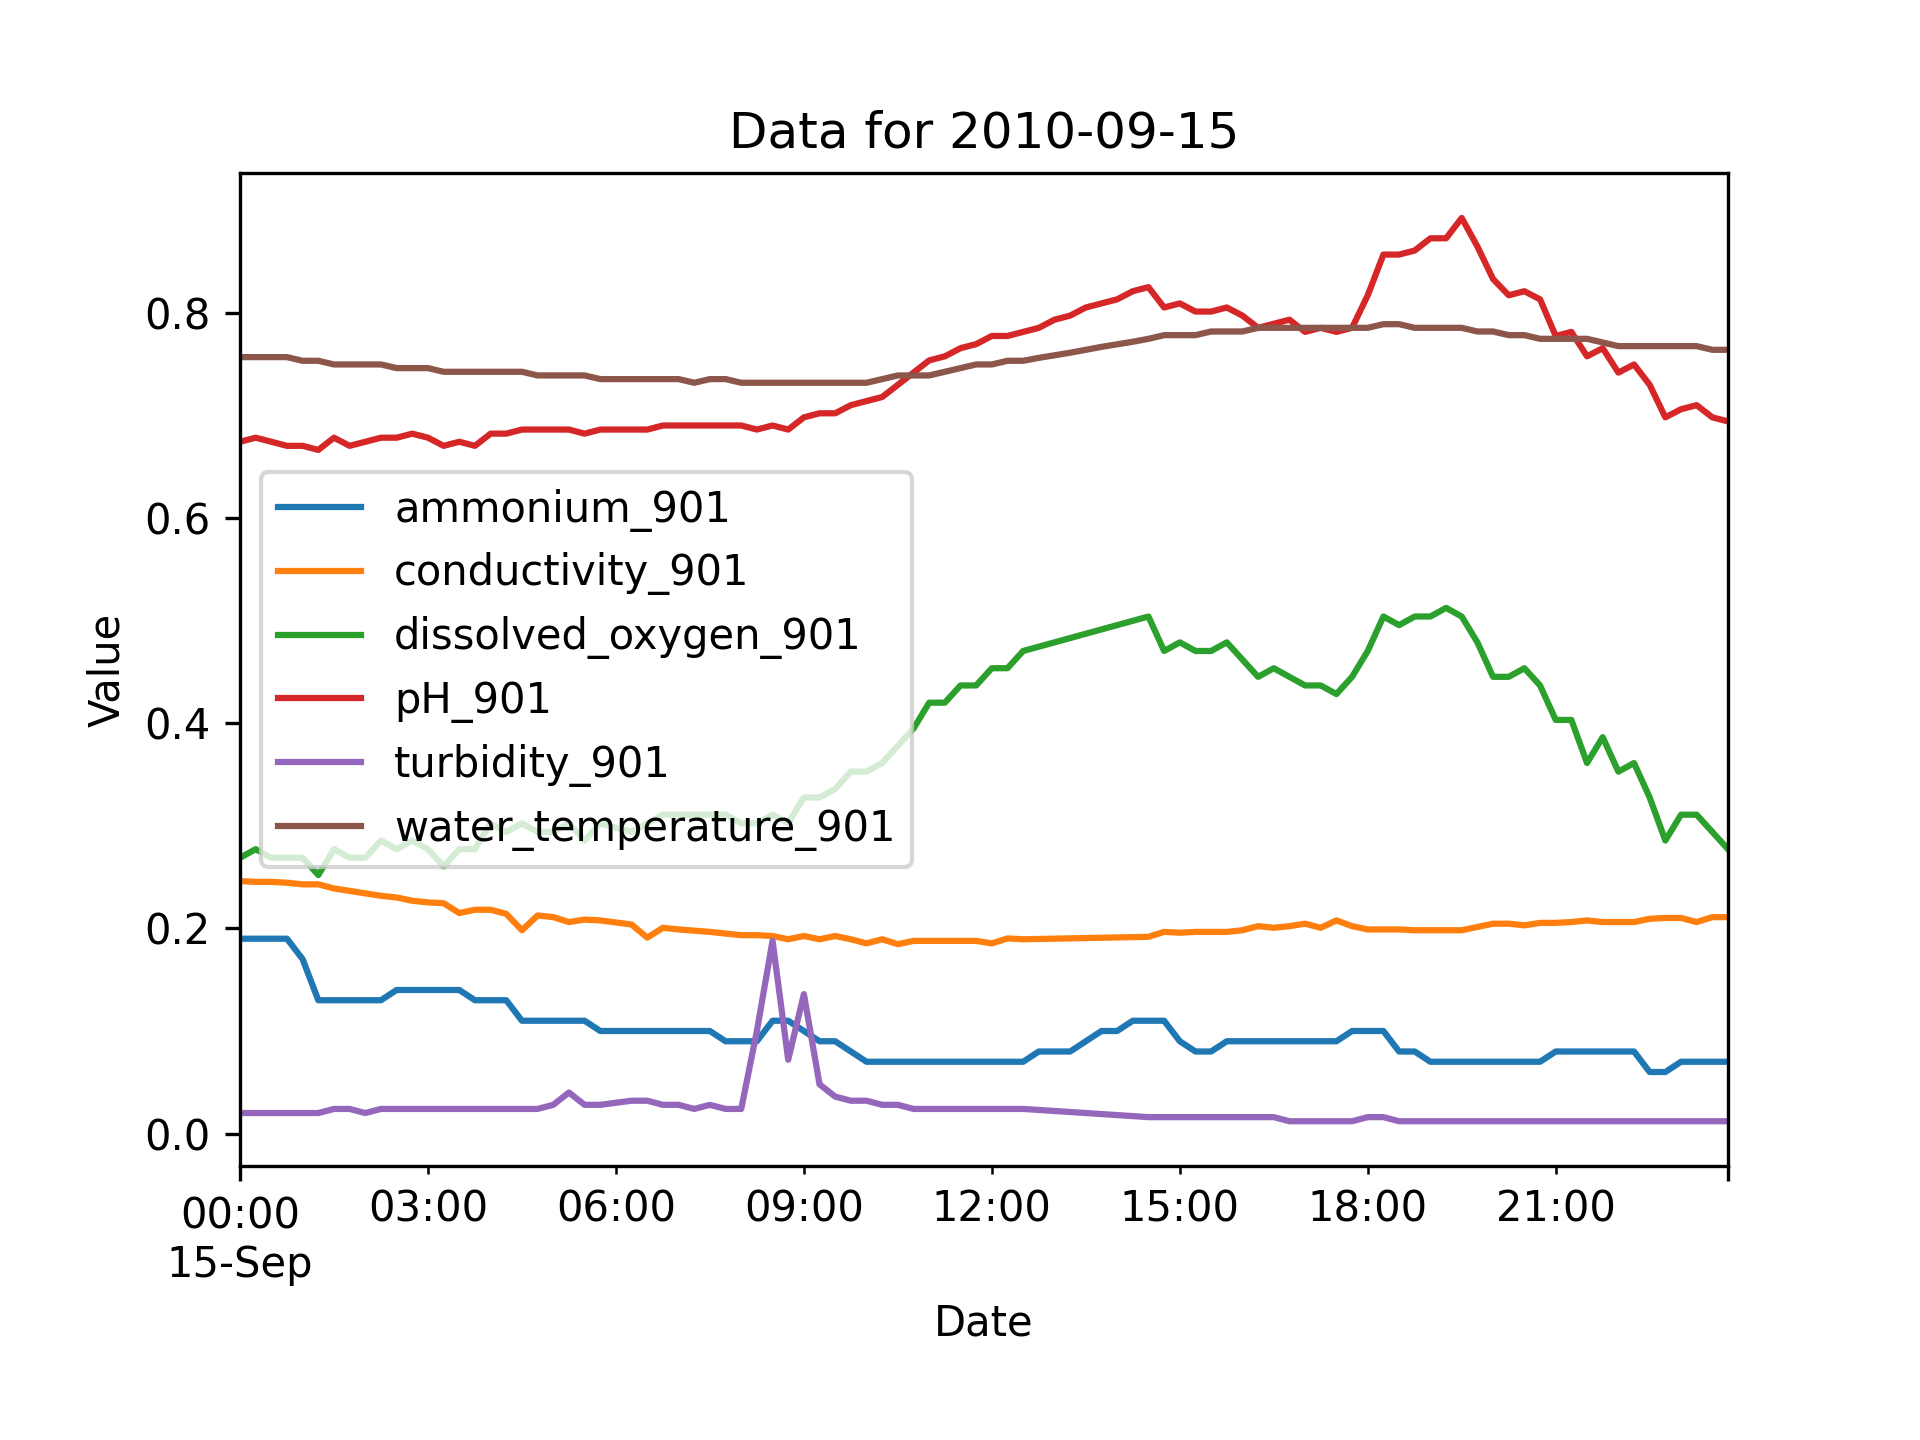 Data for 2010-09-15
Value
0.8
0.6
0.4
0.2
0.0
ammonium_901
conductivity_901
dissolved_oxygen_901
pH_901
turbidity_901
water_temperature_901
00:00 03:00 06:00 09:00 12:00 15:00 18:00 21:00
15-Sep
Date